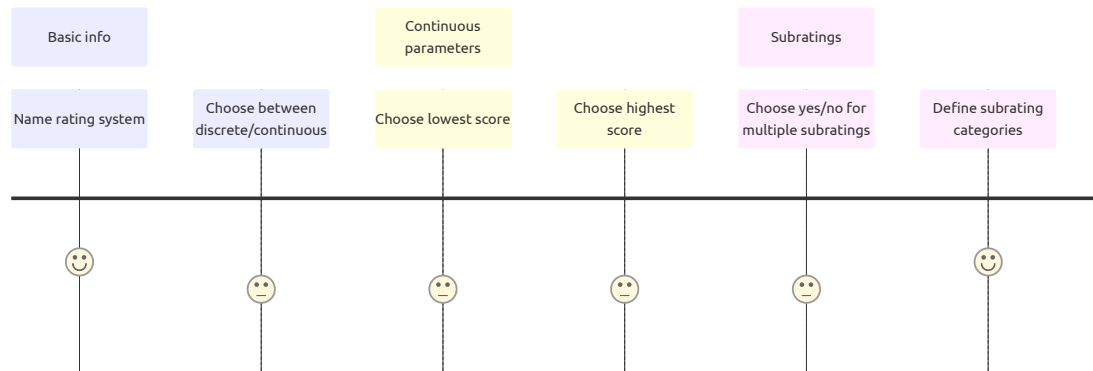 Basic info
Continuous
parameters
Subratings
Name rating system
Choose between
discrete/continuous
Choose lowest score
Choose highest
score
Choose yes/no for
multiple subratings
Define subrating
categories